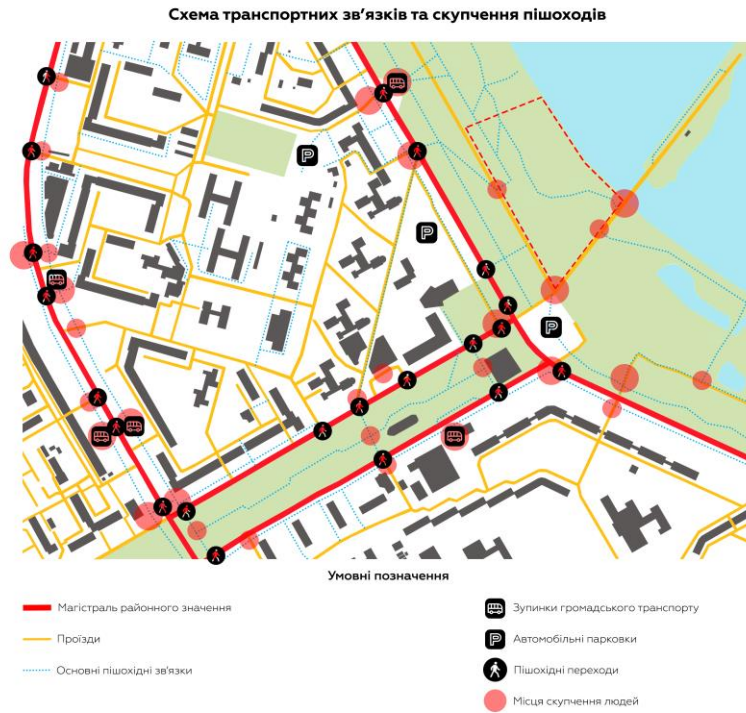 Схема транспортних зв’язків та скупчення пішоходів
P
P
P
Умовні позначення
Магістраль районного значення
Проїзди
Основні пішохідні зв'язки
Зупинки громадського транспорту
P Автомобільні парковки
Пішохідні переходи
Місця скупчення людей